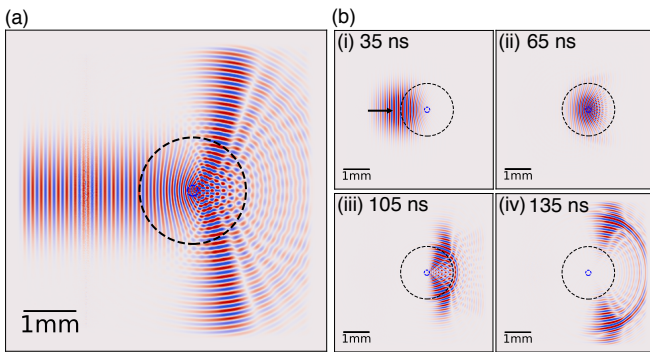 (a)
1mm
(b)
(i) 35 ns
1mm
(ii) 65 ns
1mm
(iii) 105 ns
1mm
(iv) 135 ns
1mm